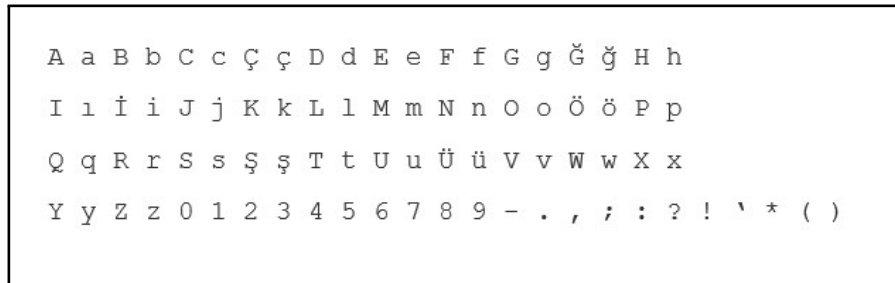 A a B b C c Ç ç D d E e F f G g Ğ ğ H h
I ı İ i J j K k L l M m N n O o Ö ö P p
Q q R r S s Ş ş T t U u Ü ü V v W w X x
Y y Z z 0 1 2 3 4 5 6 7 8 9 - . , ; : ? ! ‛ * ( )